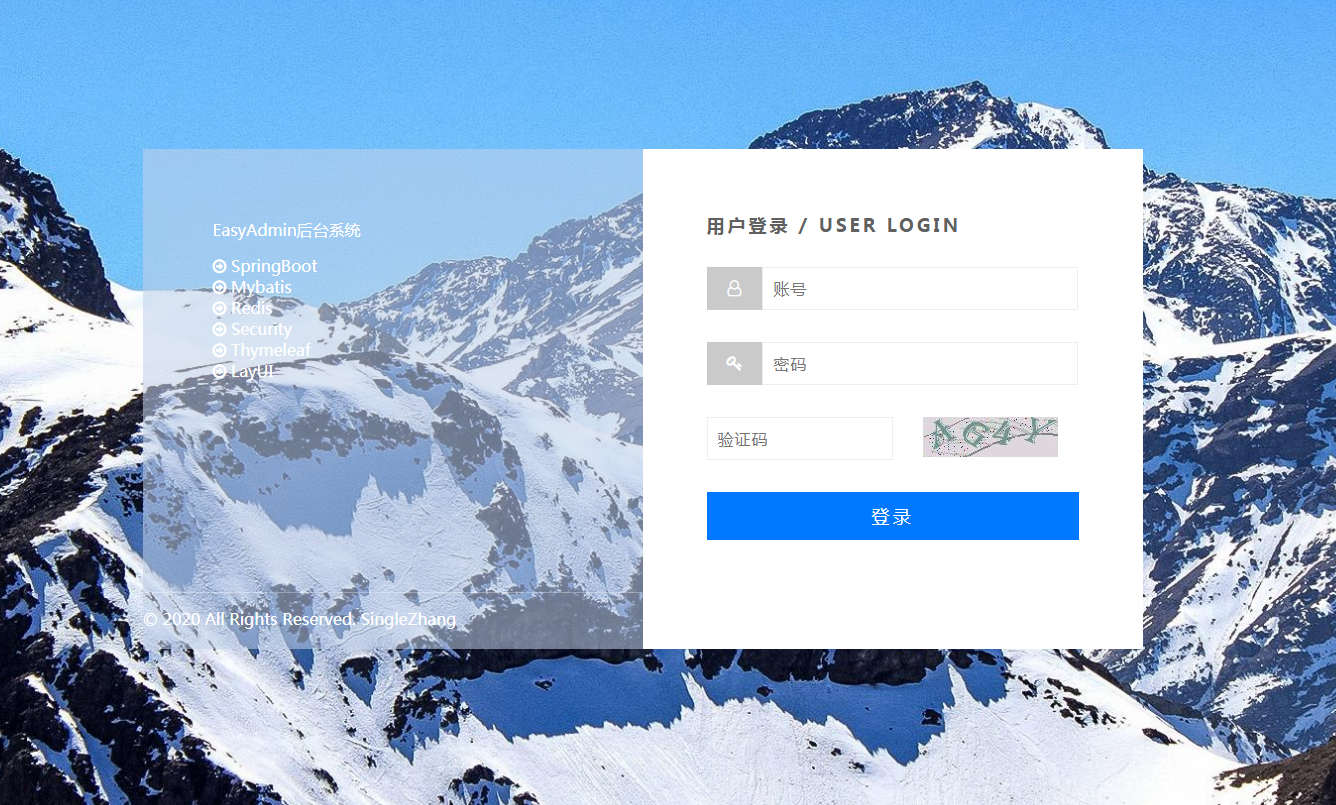 EasyAdmin后台系统
SpringBoot
Mybatis
Redis
Security
Thymeleaf
LayUI
© 2020 All Rights Reserved. SingleZhang
用户登录 / USER LOGIN
账号
密码
验证码
登录